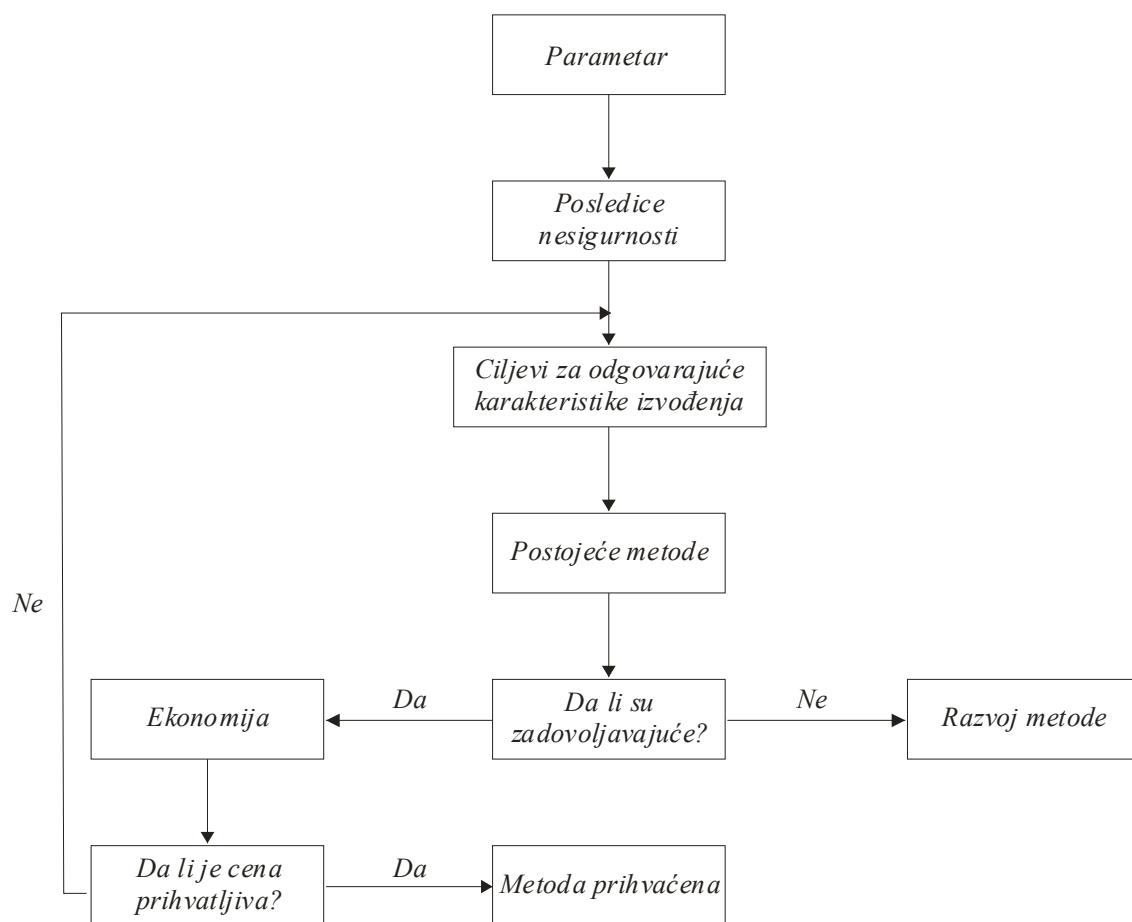 Parametar
Posledice
nesigurnosti
Ciljevi za odgovarajuće
karakteristike izvođenja
Postojeće metode
Ne
Ekonomija
Da
Da li su
zadovoljavajuće?
Ne
Razvoj metode
Da li je cena
prihvatljiva?
Da
Metoda prihvaćena